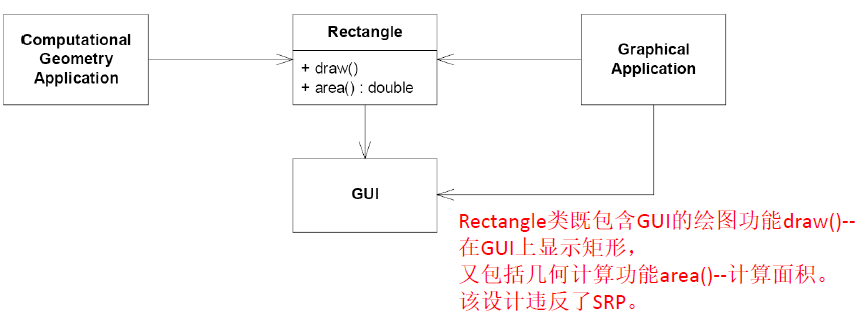 Computational
Geometry
Application
Rectangle
+ draw()
+ area() : double
Graphical
Application
GUI
Rectangle类既包含GUI的绘图功能draw()--
在GUI上显示矩形，
又包括几何计算功能area()--计算面积。
该设计违反了SRP。